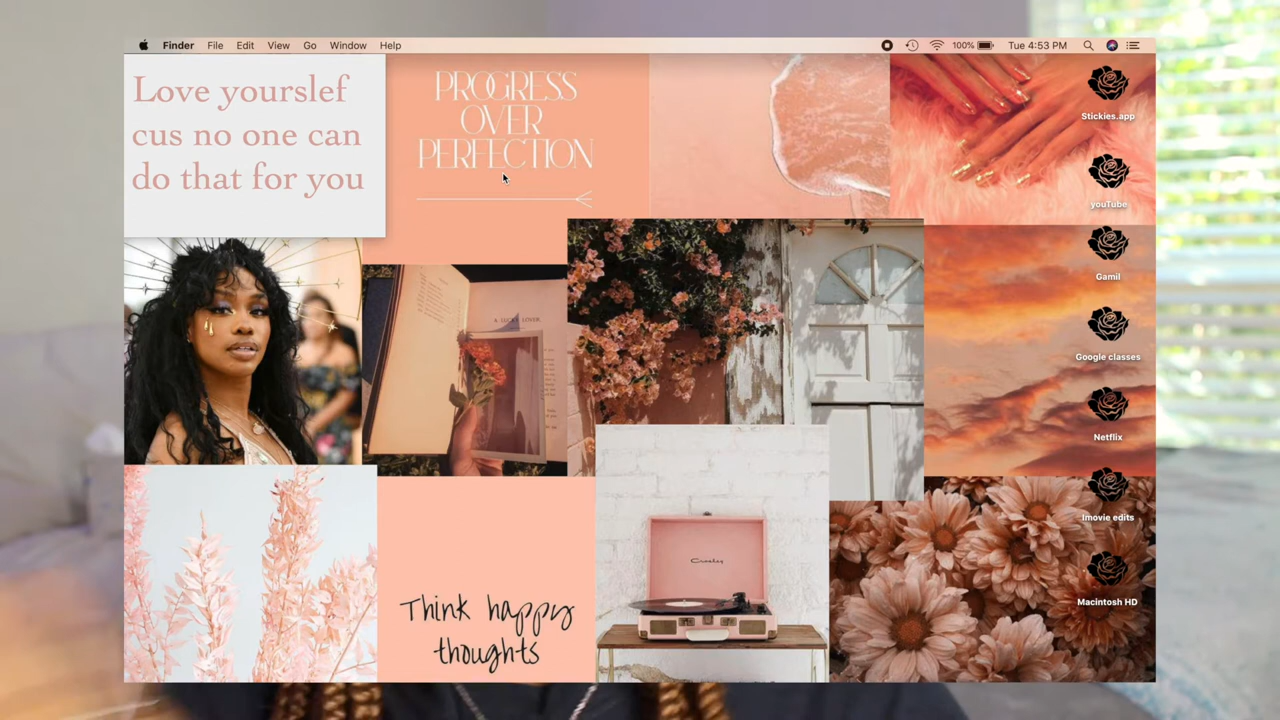 Finder File Edit View Go Window Help
100% Tue 4:53 PM
Love yourslef
cus no one can
do that for you
PROGRESS
OVER
PERFECTION
Stickies.app
youTube
Gamil
Google classes
Netflix
Imovie edits
Macintosh HD
A LUCKY LOVER.
Crosley
Think happy
thoughts